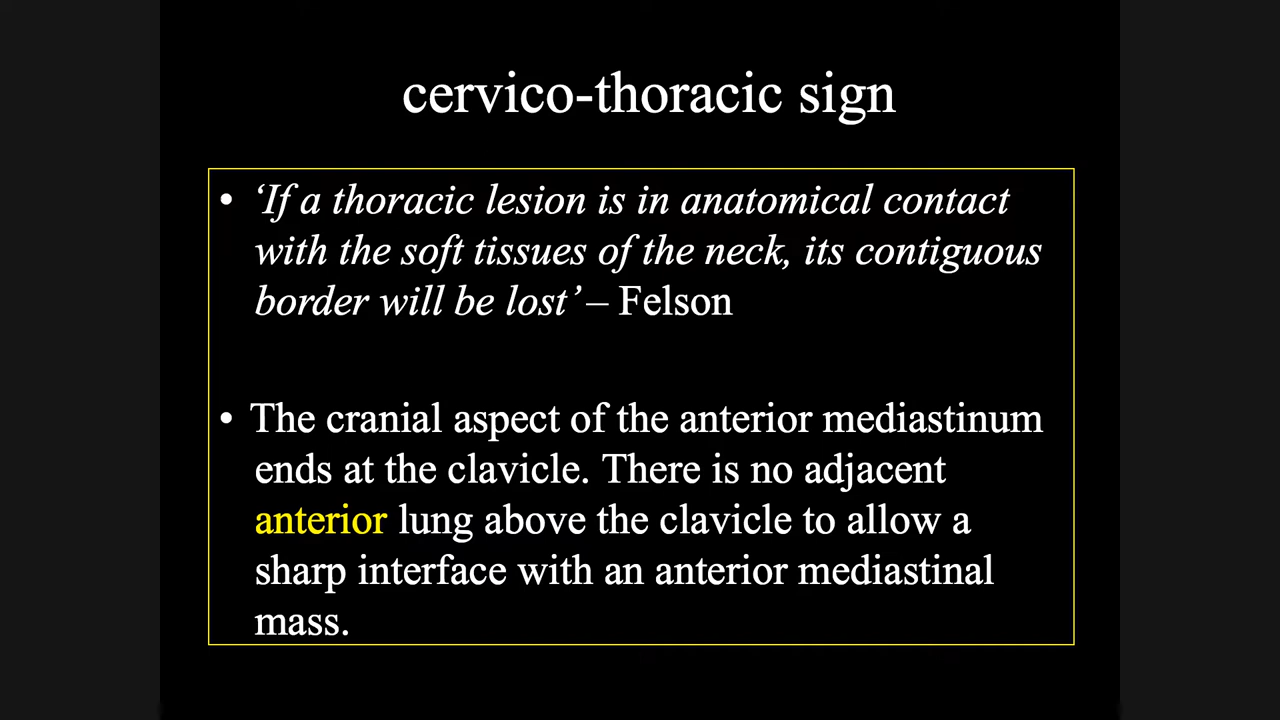 cervico-thoracic sign
• ‘If a thoracic lesion is in anatomical contact
with the soft tissues of the neck, its contiguous
border will be lost’ – Felson
• The cranial aspect of the anterior mediastinum
ends at the clavicle. There is no adjacent
anterior lung above the clavicle to allow a
sharp interface with an anterior mediastinal
mass.